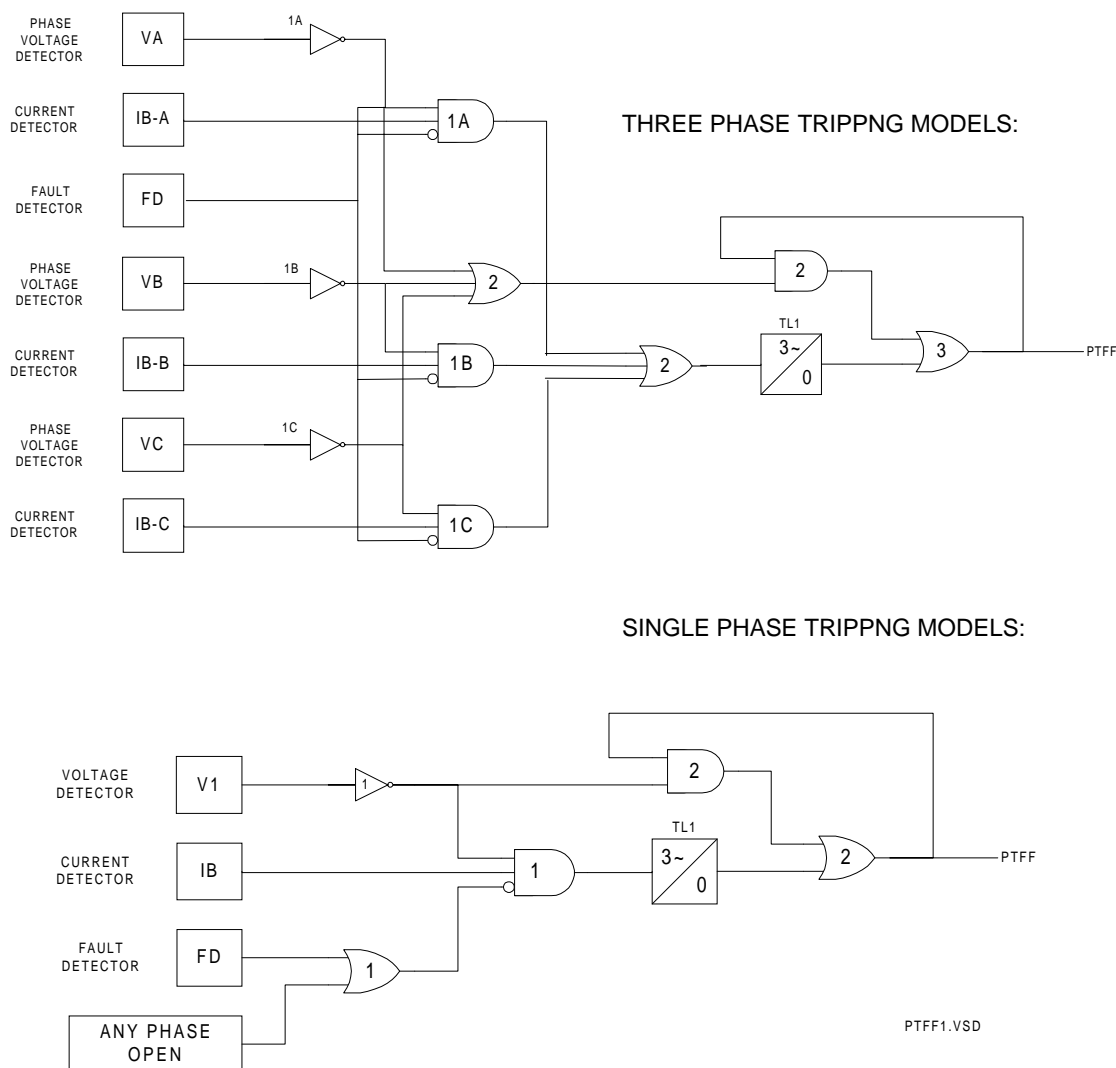 PHASE
VOLTAGE
DETECTOR
VA
1A
CURRENT
DETECTOR
IB-A
1A
THREE PHASE TRIPPNG MODELS:
FAULT
DETECTOR
FD
PHASE
VOLTAGE
DETECTOR
VB
1B
2
2
CURRENT
DETECTOR
IB-B
1B
2
TL1
3~
0
3
PTFF
PHASE
VOLTAGE
DETECTOR
VC
1C
CURRENT
DETECTOR
IB-C
1C
SINGLE PHASE TRIPPNG MODELS:
VOLTAGE
DETECTOR
V1
1
2
CURRENT
DETECTOR
IB
1
TL1
3~
0
2
PTFF
FAULT
DETECTOR
FD
1
ANY PHASE
OPEN
PTFF1.VSD